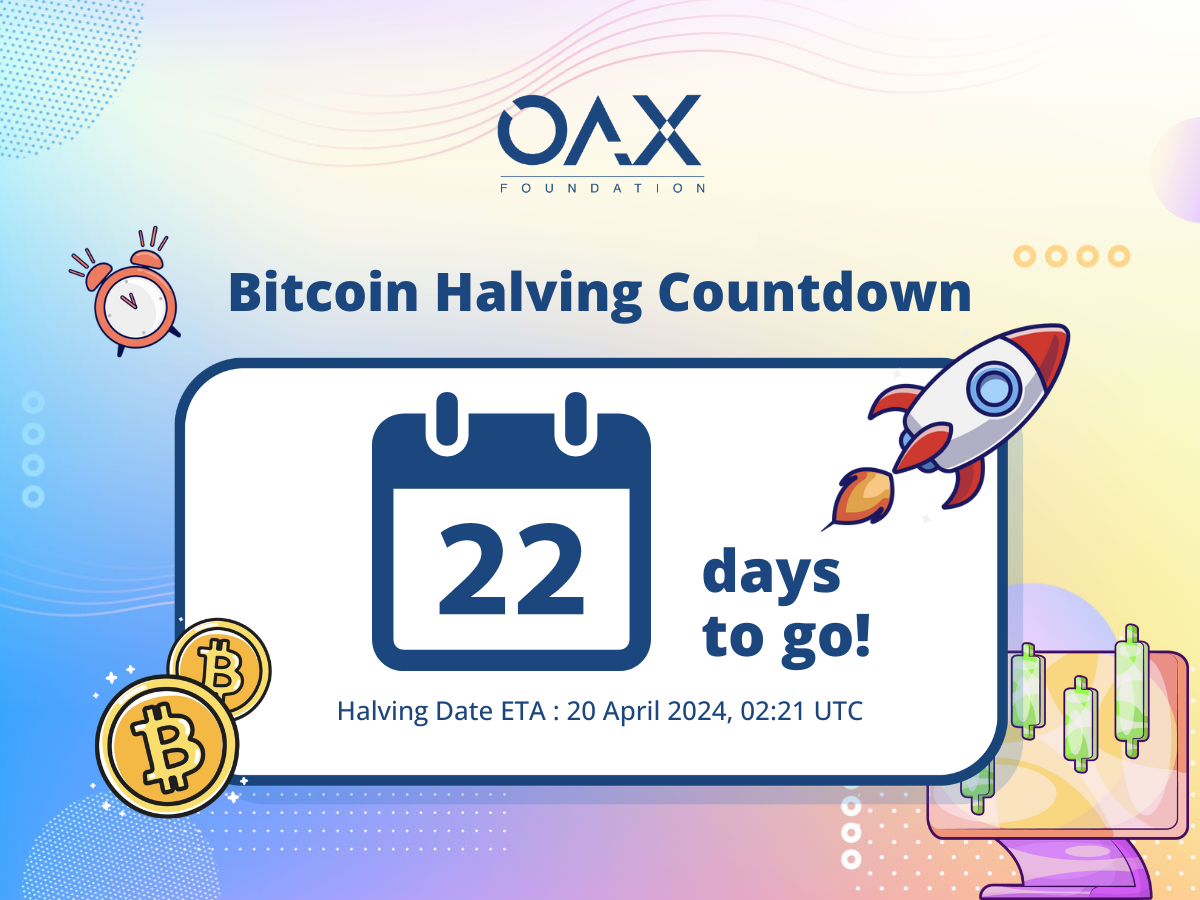 OAX
FOUNDATION
Bitcoin Halving Countdown
22
days
to go!
Halving Date ETA : 20 April 2024, 02:21 UTC